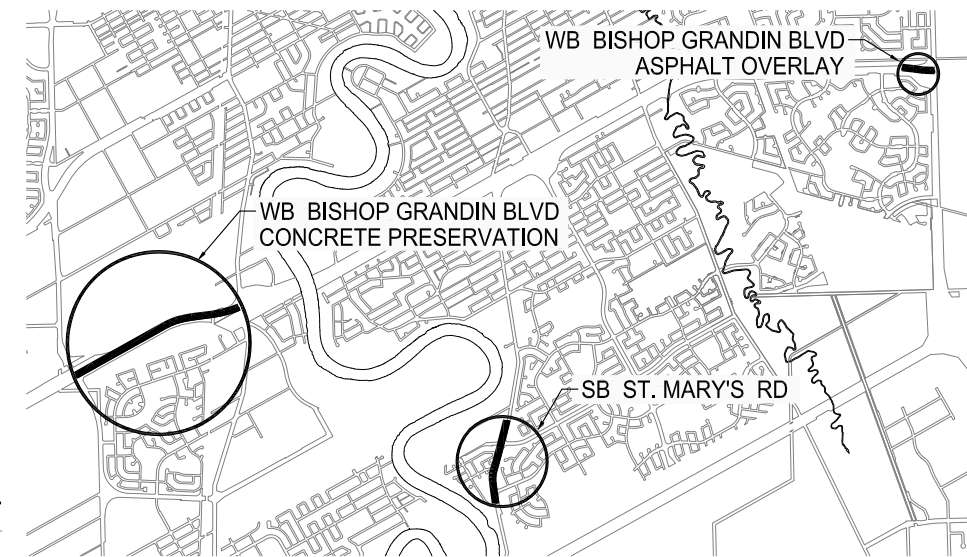 WB BISHOP GRANDIN BLVD
ASPHALT OVERLAY
WB BISHOP GRANDIN BLVD
CONCRETE PRESERVATION
SB ST. MARY'S RD